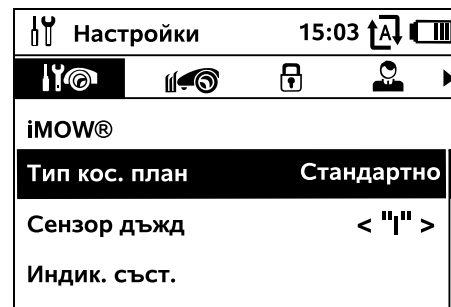 Настройки 15:03 A
iMOW®
Тип кос. план Стандартно
Сензор дъжд < "I" >
Индик. съст.